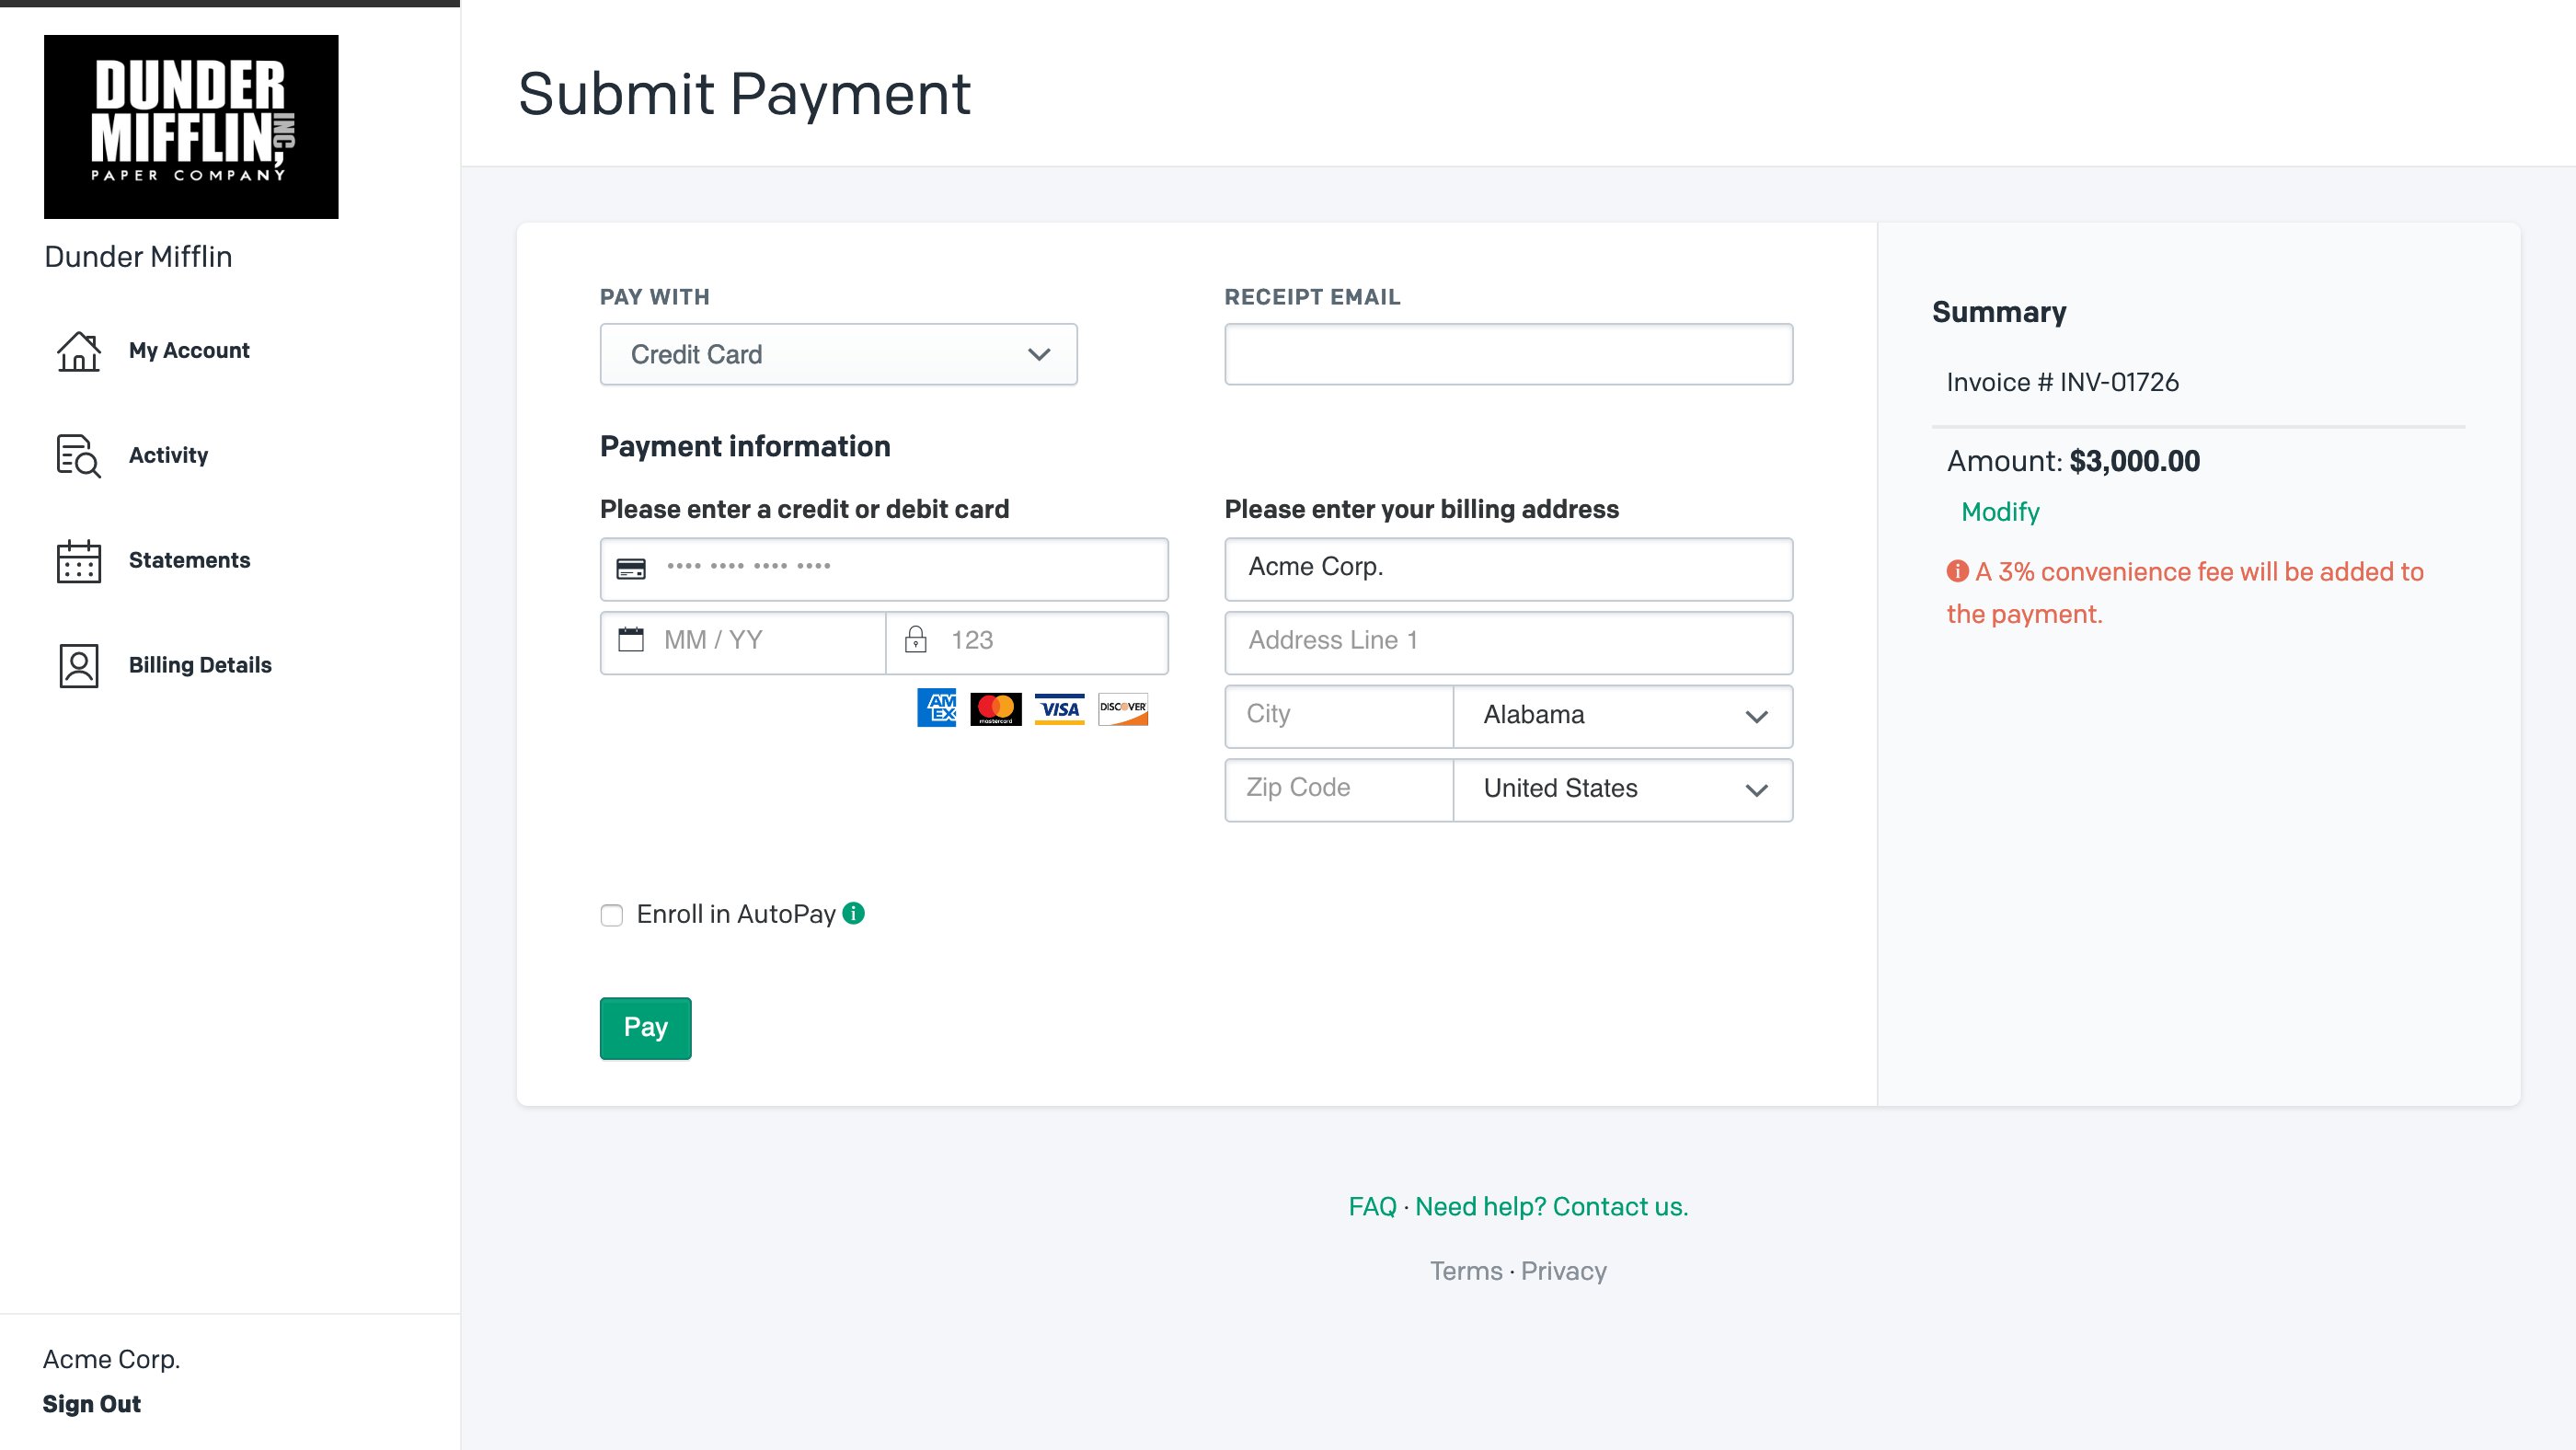 DUNDER
MIFFLIN, INC
PAPER COMPANY
Dunder Mifflin
My Account
Activity
Statements
Billing Details
Acme Corp.
Sign Out
Submit Payment
PAY WITH
Credit Card
RECEIPT EMAIL
Payment information
Please enter a credit or debit card
•••• •••• •••• ••••
MM / YY
123
AM
EX
mastercard
VISA
DISCOVER
Please enter your billing address
Acme Corp.
Address Line 1
City
Alabama
Zip Code
United States
Enroll in AutoPay
Pay
Summary
Invoice # INV-01726
Amount: $3,000.00
Modify
A 3% convenience fee will be added to
the payment.
FAQ · Need help? Contact us.
Terms · Privacy